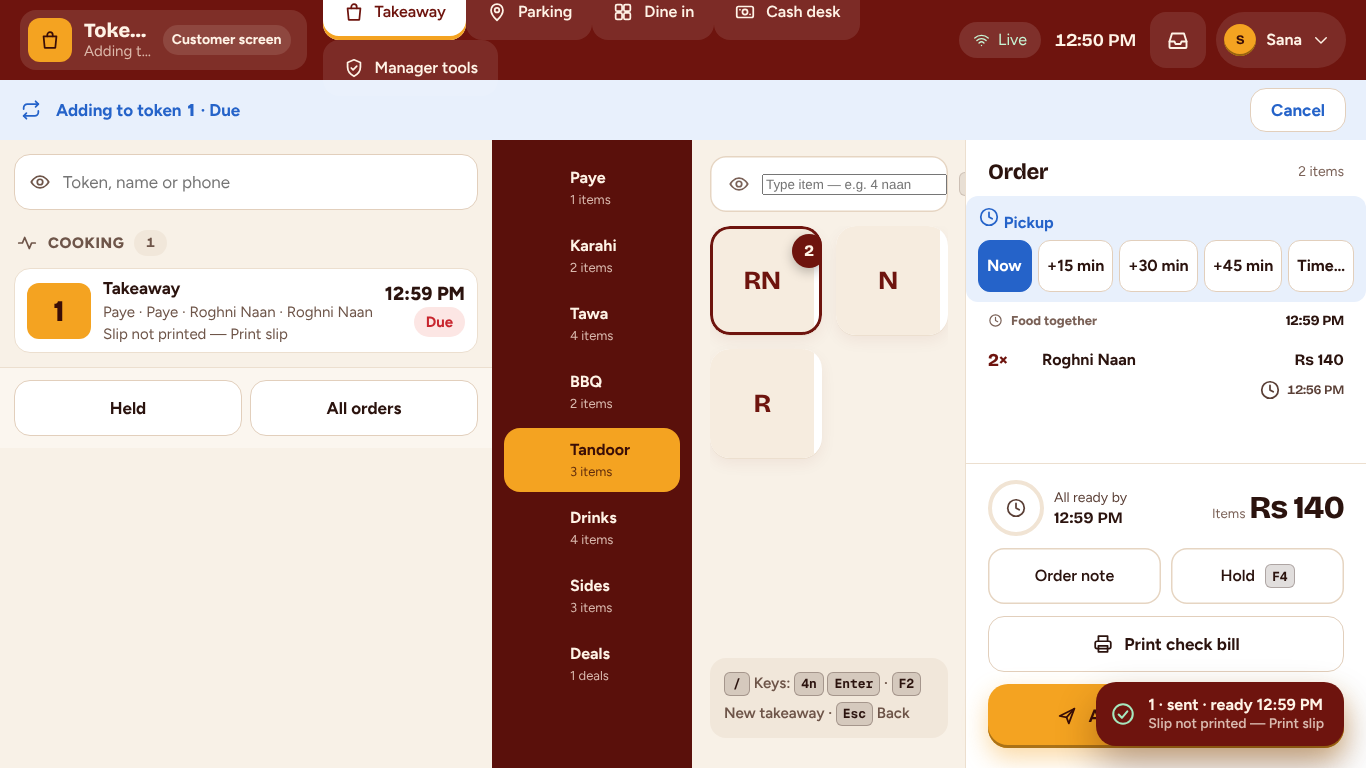 Toke...
Adding t...
Customer screen
Takeaway
Parking
Dine in
Cash desk
Manager tools
Live
12:50 PM
S
Sana
Adding to token 1 · Due
Cancel
Token, name or phone
COOKING 1
1
Takeaway
12:59 PM
Paye · Paye · Roghni Naan · Roghni Naan
Due
Slip not printed — Print slip
Held
All orders
Paye
1 items
Karahi
2 items
Tawa
4 items
BBQ
2 items
Tandoor
3 items
Drinks
4 items
Sides
3 items
Deals
1 deals
Type item — e.g. 4 naan
RN
2
N
R
/ Keys: 4n Enter · F2
New takeaway · Esc Back
Order
2 items
Pickup
Now
+15 min
+30 min
+45 min
Time...
Food together
12:59 PM
2×
Roghni Naan
Rs 140
12:56 PM
All ready by
12:59 PM
Items Rs 140
Order note
Hold F4
Print check bill
1 · sent · ready 12:59 PM
Slip not printed — Print slip